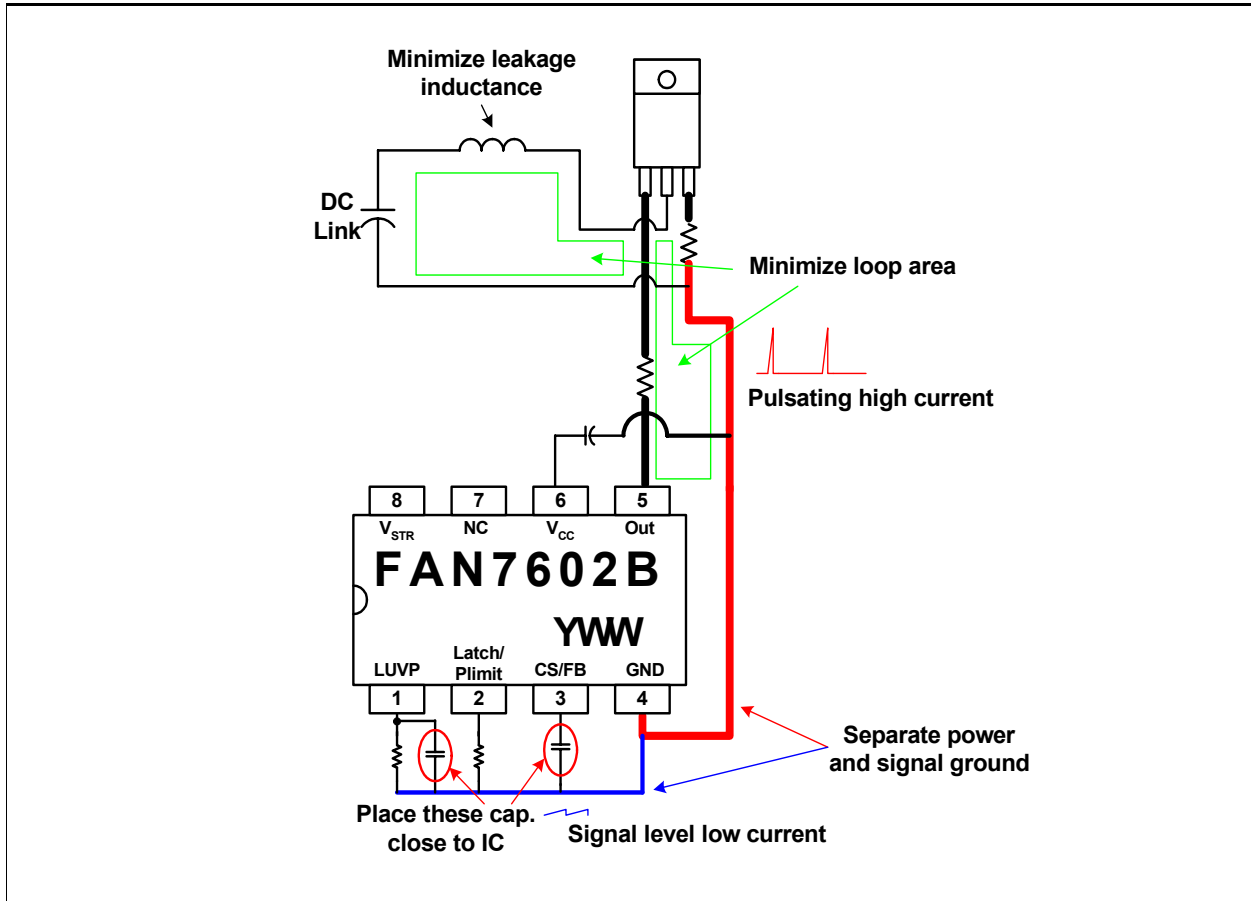 Minimize leakage
inductance
DC
Link
Minimize loop area
Pulsating high current
8
7
6
5
VSTR
NC
VCC
Out
FAN7602B
YWW
LUVP
Latch/
Plimit
CS/FB
GND
1
2
3
4
Separate power
and signal ground
Place these cap.
close to IC
Signal level low current